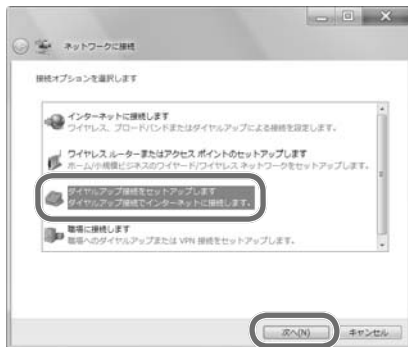 ネットワークに接続
接続オプションを選択します
インターネットに接続します
ワイヤレス、ブロードバンドまたはダイヤルアップによる接続を設定します。
ワイヤレス ルーターまたはアクセス ポイントのセットアップします
ホーム/小規模ビジネスのワイヤード/ワイヤレス ネットワークをセットアップします。
ダイヤルアップ接続をセットアップします
ダイヤルアップ接続でインターネットに接続します。
職場に接続します
職場へのダイヤルアップまたは VPN 接続をセットアップします。
次へ(N)
キャンセル